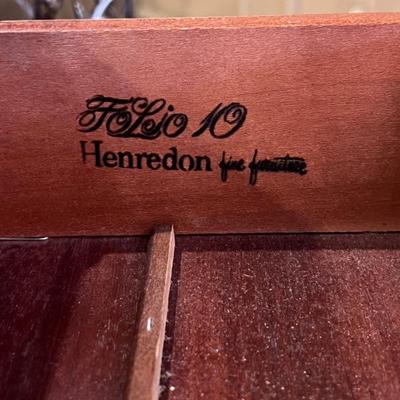 Folio 10
Henredon fine furniture